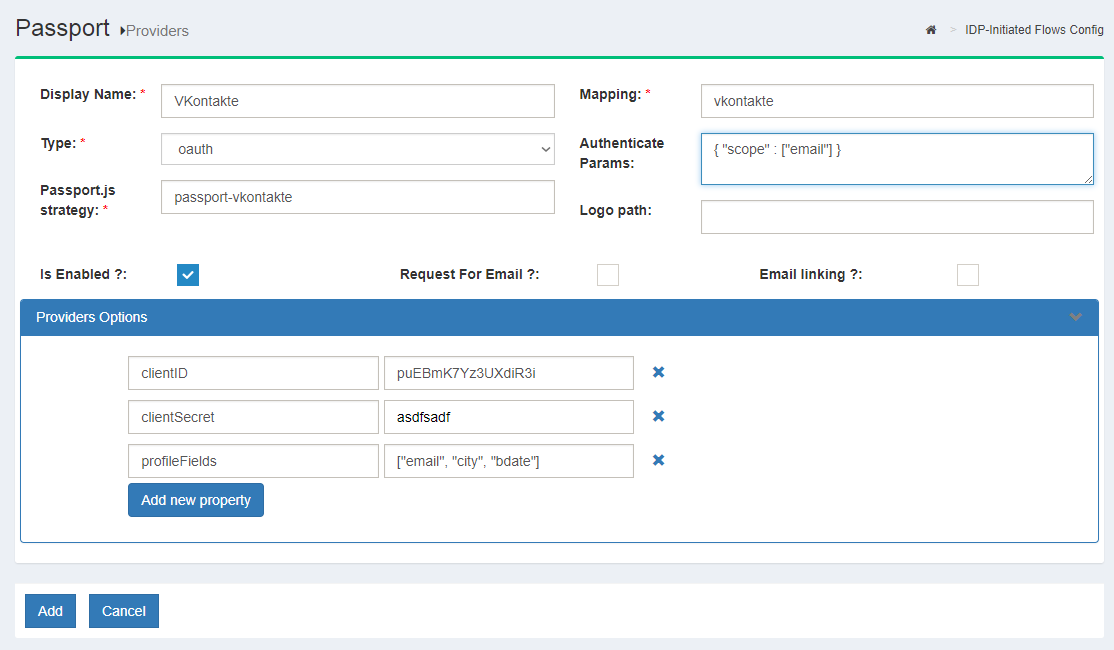 Passport Providers
> IDP-Initiated Flows Config
Display Name: *
VKontakte
Mapping: *
vkontakte
Type: *
oauth
Authenticate
Params:
{ "scope" : ["email"] }
Passport.js
strategy: *
passport-vkontakte
Logo path:
Is Enabled ?:
Request For Email ?:
Email linking ?:
Providers Options
clientID
puEBmK7Yz3UXdiR3i
clientSecret
asdfsadf
profileFields
["email", "city", "bdate"]
Add new property
Add
Cancel